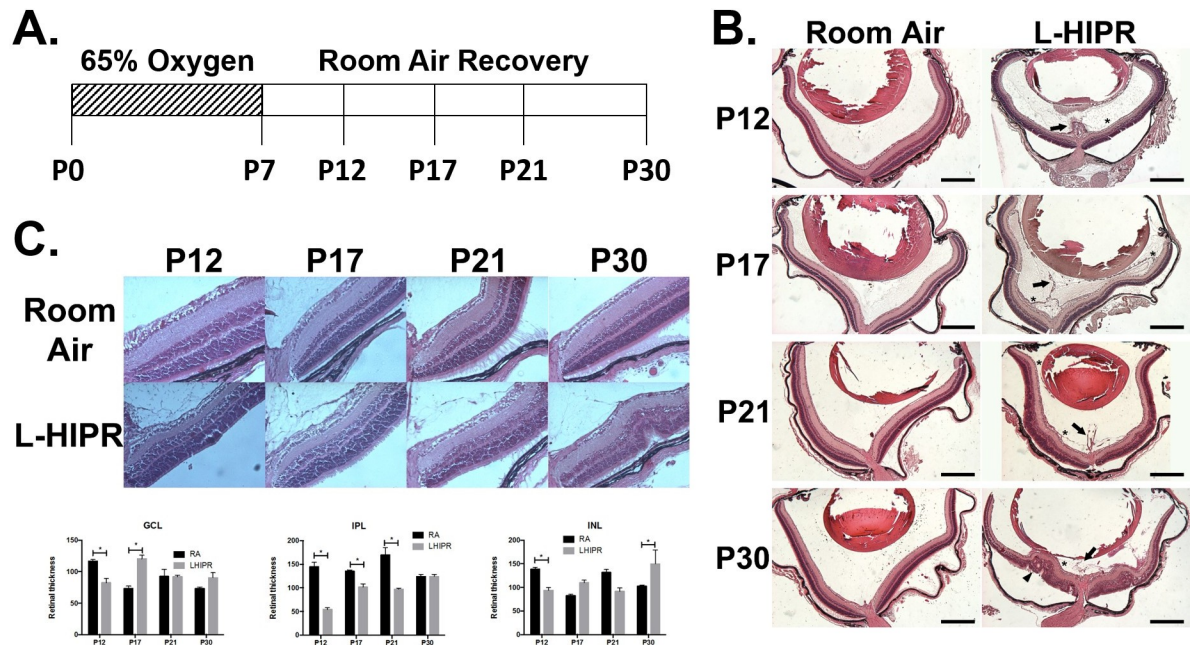 A.
65% Oxygen
Room Air Recovery
P0
P7
P12
P17
P21
P30
B.
Room Air
L-HIPR
P12
*
P17
*
*
P21
*
*
P30
*
C.
P12
P17
P21
P30
Room
Air
L-HIPR
GCL
Retinal thickness
150
100
50
0
*
*
RA
LHIPR
P12
P17
P21
P30
IPL
Retinal thickness
200
150
100
50
0
*
*
*
RA
LHIPR
P12
P17
P21
P30
INL
Retinal thickness
200
150
100
50
0
*
*
RA
LHIPR
P12
P17
P21
P30